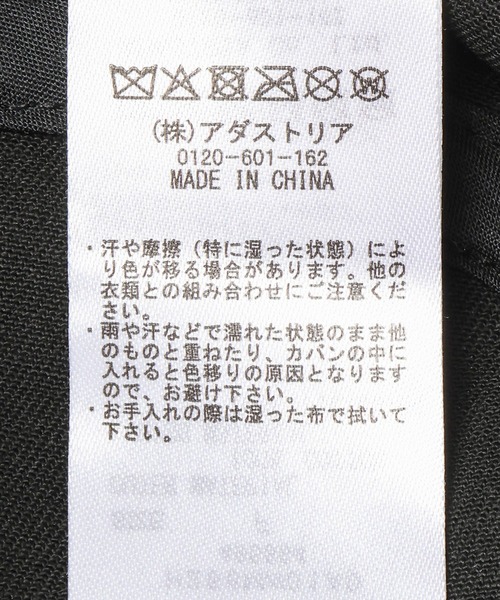 (株)アダストリア
0120-601-162
MADE IN CHINA
・汗や摩擦（特に湿った状態）によ
り色が移る場合があります。他の
衣類との組み合わせにご注意くだ
さい。
・雨や汗などで濡れた状態のまま他
のものと重ねたり、カバンの中に
入れると色移りの原因となります
ので、お避け下さい。
・お手入れの際は湿った布で拭いて
下さい。